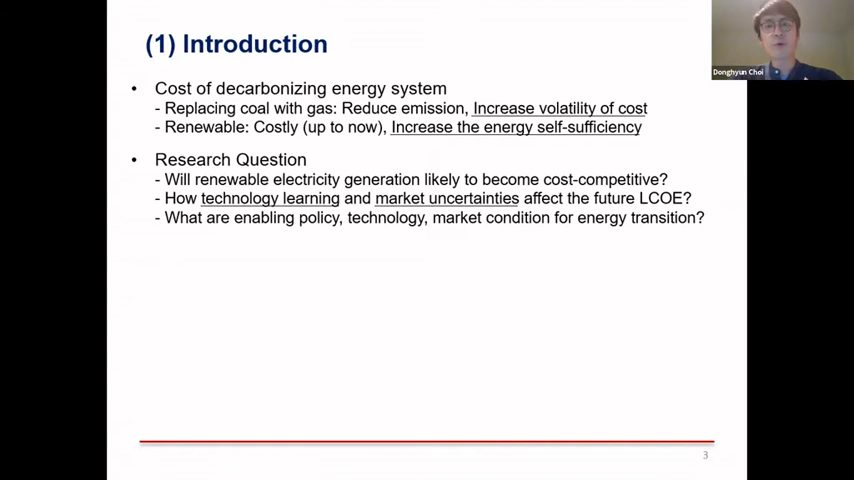 (1) Introduction
Donghyun Choi
• Cost of decarbonizing energy system
- Replacing coal with gas: Reduce emission, Increase volatility of cost
- Renewable: Costly (up to now), Increase the energy self-sufficiency
• Research Question
- Will renewable electricity generation likely to become cost-competitive?
- How technology learning and market uncertainties affect the future LCOE?
- What are enabling policy, technology, market condition for energy transition?
3